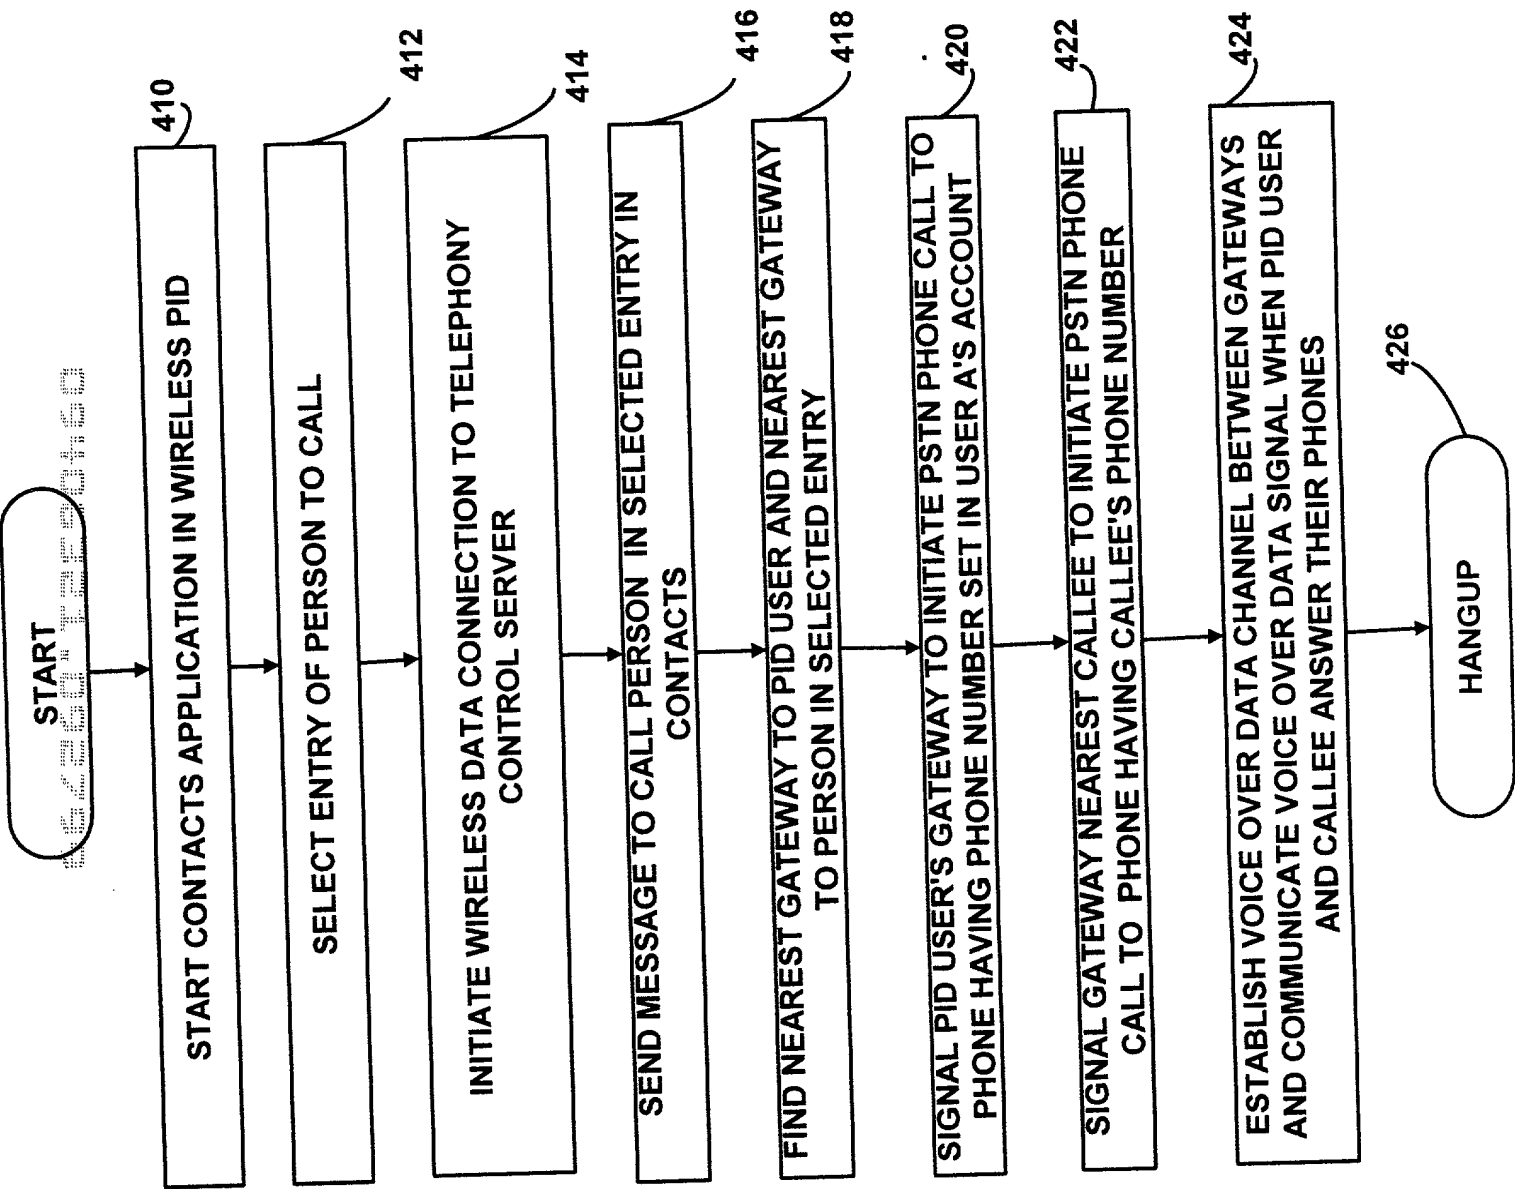 START
410
START CONTACTS APPLICATION IN WIRELESS PID
412
SELECT ENTRY OF PERSON TO CALL
414
INITIATE WIRELESS DATA CONNECTION TO TELEPHONY
CONTROL SERVER
416
SEND MESSAGE TO CALL PERSON IN SELECTED ENTRY IN
CONTACTS
418
FIND NEAREST GATEWAY TO PID USER AND NEAREST GATEWAY
TO PERSON IN SELECTED ENTRY
420
SIGNAL PID USER'S GATEWAY TO INITIATE PSTN PHONE CALL TO
PHONE HAVING PHONE NUMBER SET IN USER A'S ACCOUNT
422
SIGNAL GATEWAY NEAREST CALLEE TO INITIATE PSTN PHONE
CALL TO PHONE HAVING CALLEE'S PHONE NUMBER
424
ESTABLISH VOICE OVER DATA CHANNEL BETWEEN GATEWAYS
AND COMMUNICATE VOICE OVER DATA SIGNAL WHEN PID USER
AND CALLEE ANSWER THEIR PHONES
426
HANGUP